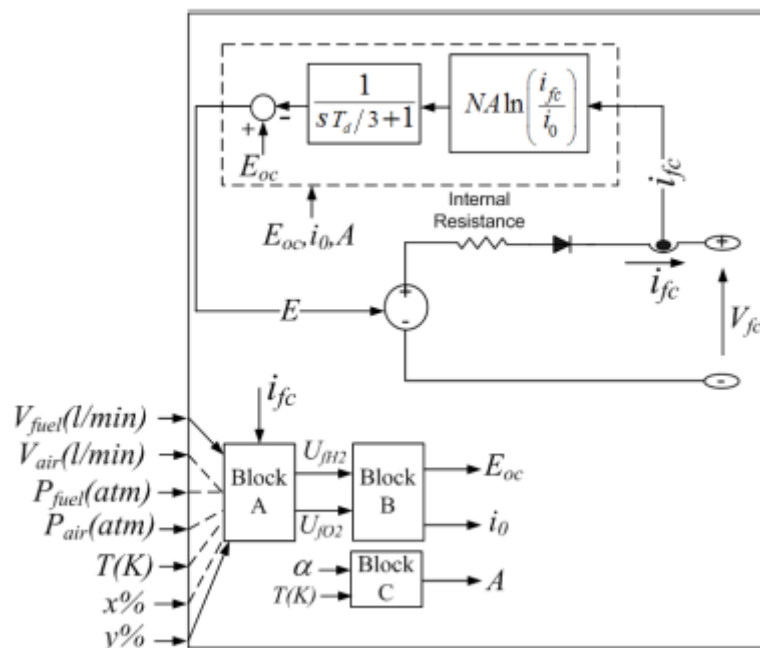 1
sT_d/3+1
NA ln(i_fc/i_0)
+
-
E_oc
i_fc
E_oc, i_0, A
Internal
Resistance
+
i_fc
E
+
-
V_fc
-
i_fc
V_fuel(l/min)
V_air(l/min)
P_fuel(atm)
P_air(atm)
T(K)
x%
y%
Block
A
U_fH2
U_fO2
Block
B
E_oc
i_0
α
T(K)
Block
C
A